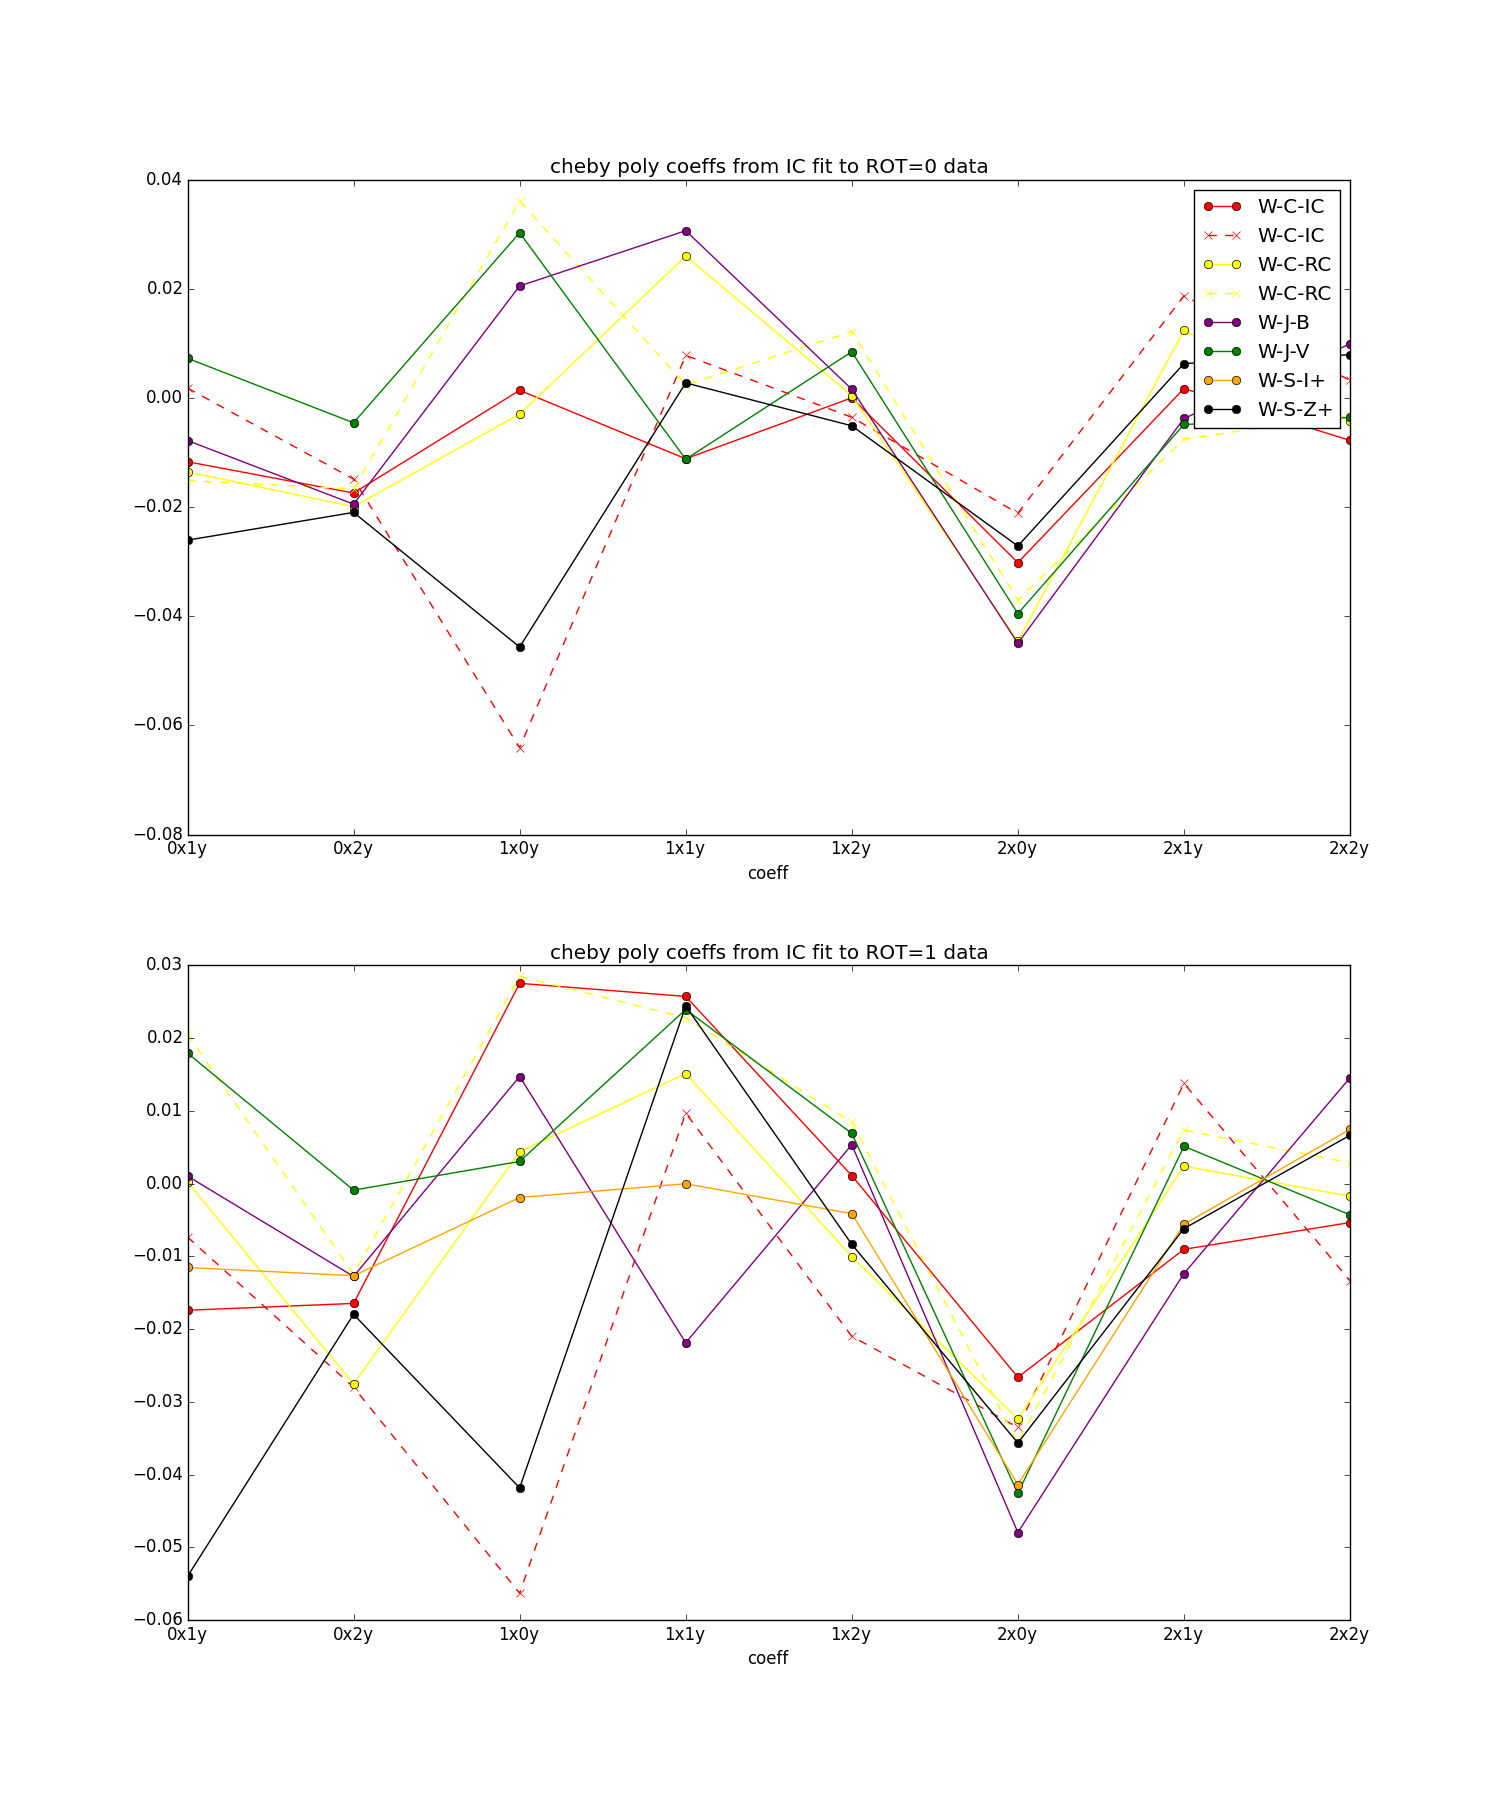 cheby poly coeffs from IC fit to ROT=0 data
0.04
0.02
0.00
−0.02
−0.04
−0.06
−0.08
W-C-IC
W-C-IC
W-C-RC
W-C-RC
W-J-B
W-J-V
W-S-I+
W-S-Z+
0x1y 0x2y 1x0y 1x1y 1x2y 2x0y 2x1y 2x2y
coeff
cheby poly coeffs from IC fit to ROT=1 data
0.03
0.02
0.01
0.00
−0.01
−0.02
−0.03
−0.04
−0.05
−0.06
0x1y 0x2y 1x0y 1x1y 1x2y 2x0y 2x1y 2x2y
coeff